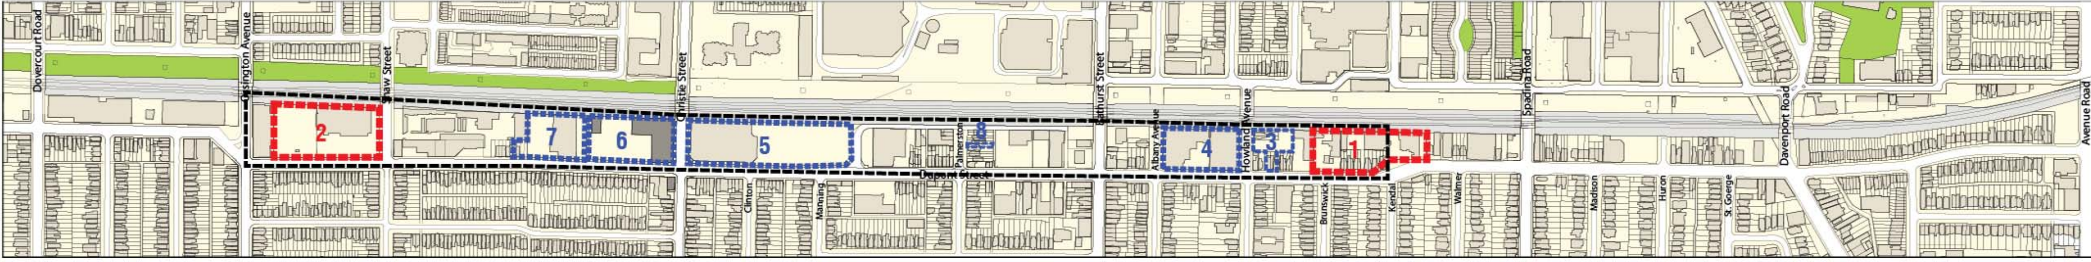 Dovercourt Road
Ossington Avenue
Shaw Street
Christie Street
Bathurst Street
Albany Avenue
Howland Avenue
Spadina Road
Davenport Road
Avenue Road
2
7
6
5
Palmerston
8
4
3
1
Dupont Street
Clinton
Manning
Brunswick
Kendal
Walmer
Madison
Huron
St. George